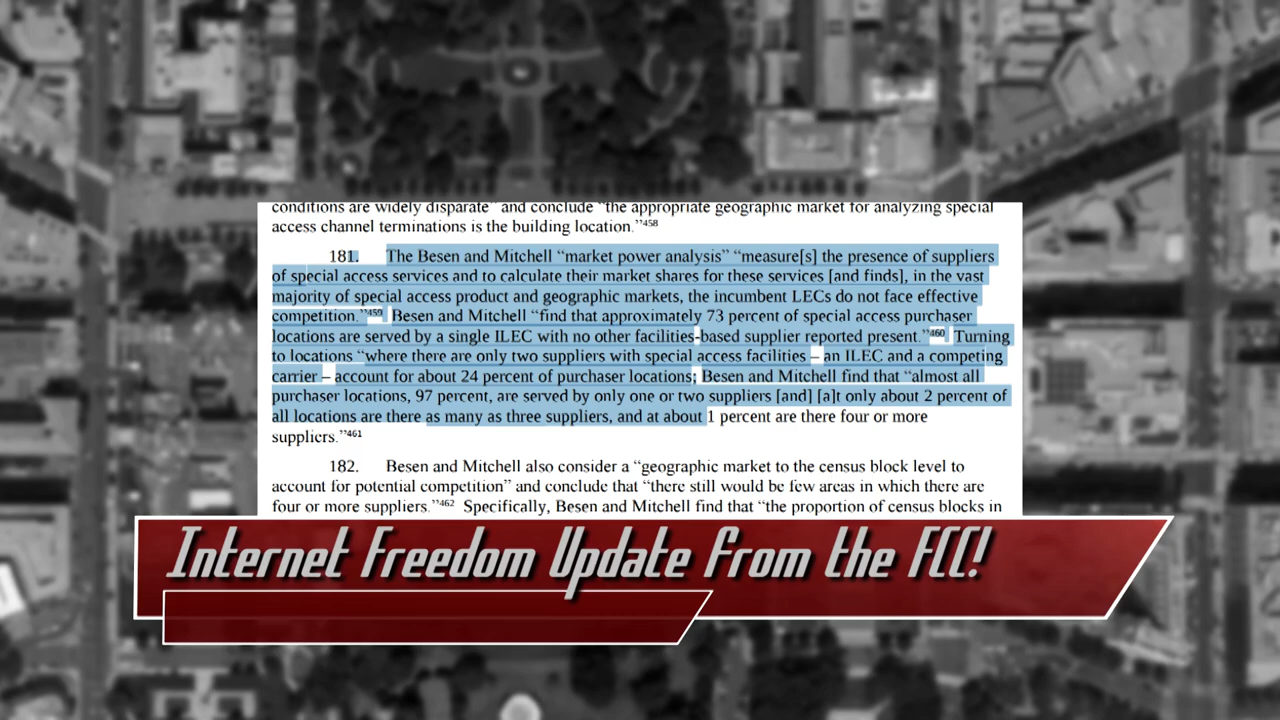 conditions are widely disparate” and conclude “the appropriate geographic market for analyzing special
access channel terminations is the building location.”458
181. The Besen and Mitchell “market power analysis” “measure[s] the presence of suppliers
of special access services and to calculate their market shares for these services [and finds], in the vast
majority of special access product and geographic markets, the incumbent LECs do not face effective
competition.”459 Besen and Mitchell “find that approximately 73 percent of special access purchaser
locations are served by a single ILEC with no other facilities-based supplier reported present.”460 Turning
to locations “where there are only two suppliers with special access facilities – an ILEC and a competing
carrier – account for about 24 percent of purchaser locations; Besen and Mitchell find that “almost all
purchaser locations, 97 percent, are served by only one or two suppliers [and] [a]t only about 2 percent of
all locations are there as many as three suppliers, and at about 1 percent are there four or more
suppliers.”461
182. Besen and Mitchell also consider a “geographic market to the census block level to
account for potential competition” and conclude that “there still would be few areas in which there are
four or more suppliers.”462 Specifically, Besen and Mitchell find that “the proportion of census blocks in
Internet Freedom Update From the FCC!